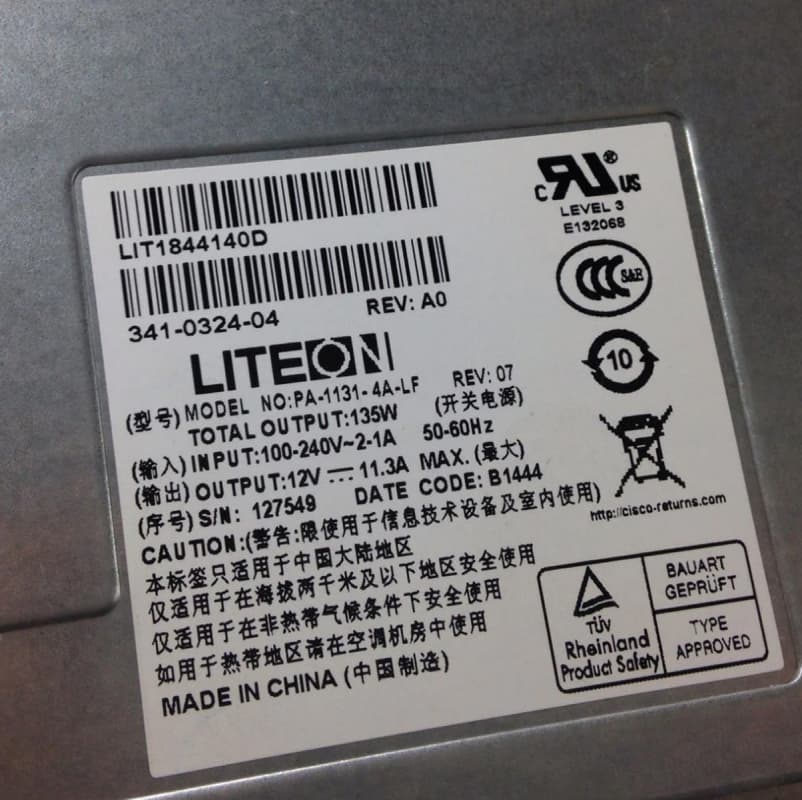 LIT1844140D
341-0324-04
REV: A0
LITEON
(型号) MODEL NO:PA-1131-4A-LF REV: 07
TOTAL OUTPUT:135W (开关电源)
(输入) INPUT:100-240V~2-1A 50-60Hz
(输出) OUTPUT:12V ⎓ 11.3A MAX.(最大)
(序号) S/N: 127549 DATE CODE: B1444
CAUTION:(警告:限使用于信息技术设备及室内使用)
本标签只适用于中国大陆地区
仅适用于在海拔两千米及以下地区安全使用
仅适用于在非热带气候条件下安全使用
如用于热带地区请在空调机房中使用
MADE IN CHINA (中国制造)
C RU® US
LEVEL 3
E132068
CCC S&E
10
http://cisco-returns.com
TÜV
Rheinland
Product Safety
BAUART
GEPRÜFT
TYPE
APPROVED